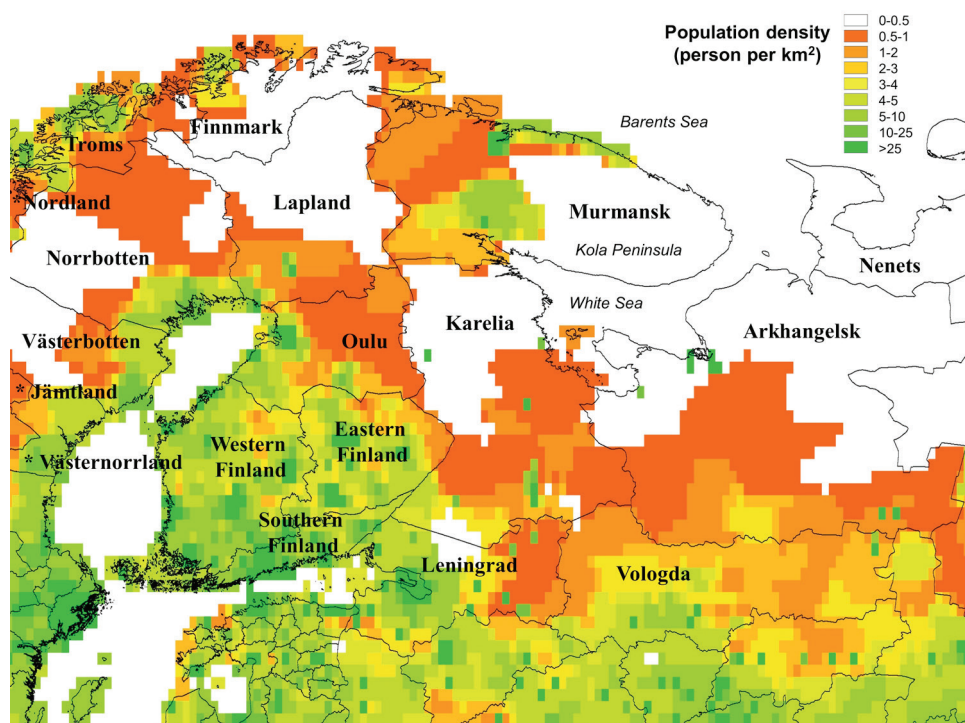 Population density
(person per km²)
0-0.5
0.5-1
1-2
2-3
3-4
4-5
5-10
10-25
>25
Barents Sea
Finnmark
Troms
*Nordland
Lapland
Murmansk
Norrbotten
Kola Peninsula
Nenets
White Sea
Karelia
Arkhangelsk
Västerbotten
Oulu
* Jämtland
Western
Finland
Eastern
Finland
* Västernorrland
Southern
Finland
Leningrad
Vologda